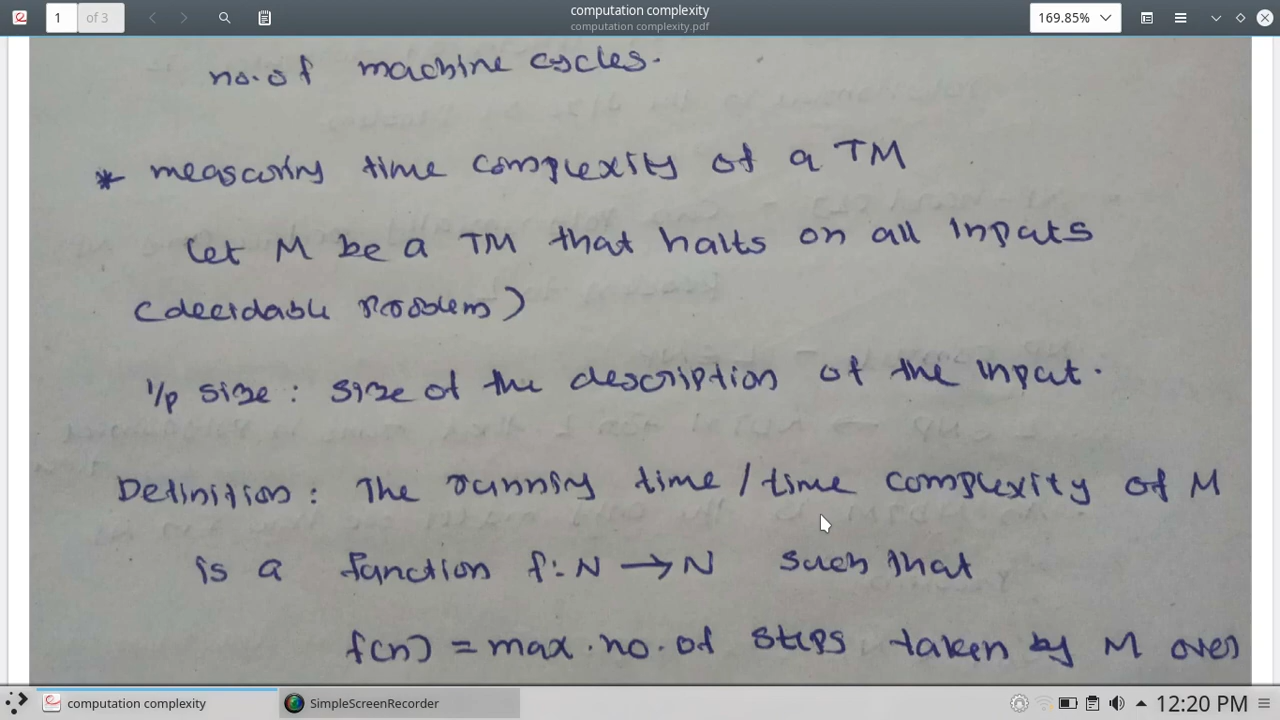 computation complexity
computation complexity.pdf
1 of 3
169.85%
no. of machine cycles.
* measuring time complexity of a TM
Let M be a TM that halts on all inputs
(decidable Problem)
i/p size : size of the description of the input.
Definition : The running time / time complexity of M
is a function f : N → N such that
f(n) = max. no. of steps taken by M over
computation complexity
SimpleScreenRecorder
12:20 PM